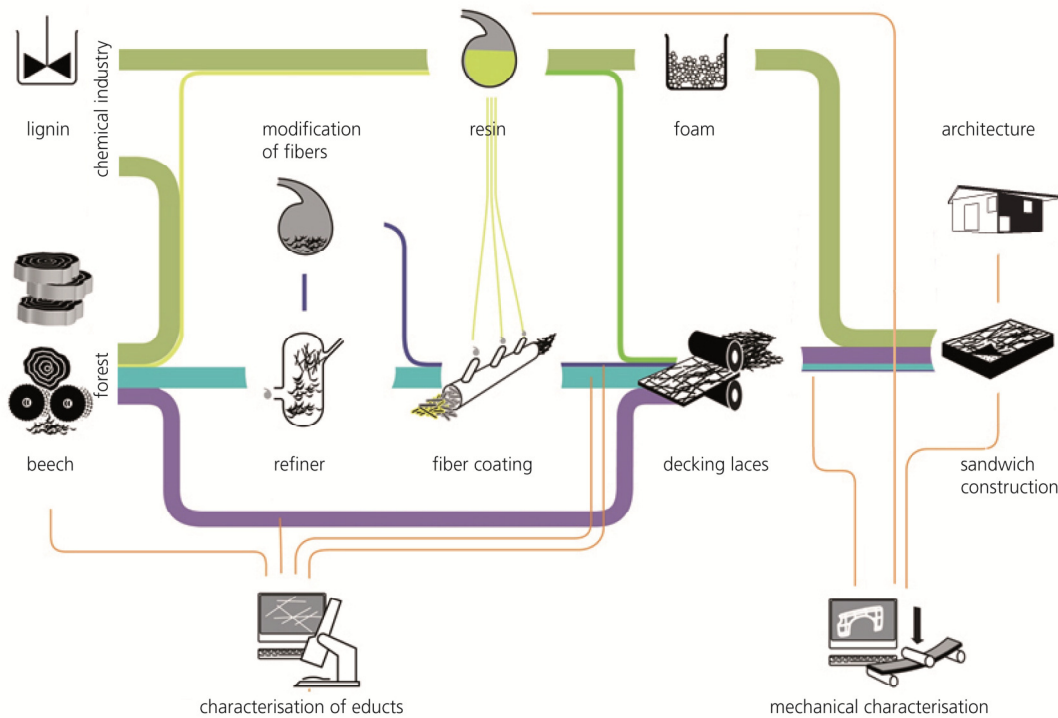 chemical industry
lignin
modification
of fibers
resin
foam
architecture
forest
beech
refiner
fiber coating
decking laces
sandwich
construction
characterisation of educts
mechanical characterisation